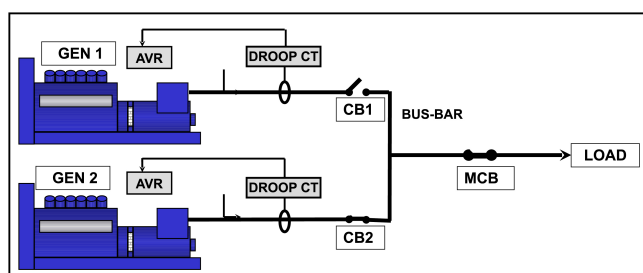 GEN 1
AVR
DROOP CT
CB1
BUS-BAR
LOAD
MCB
GEN 2
AVR
DROOP CT
CB2